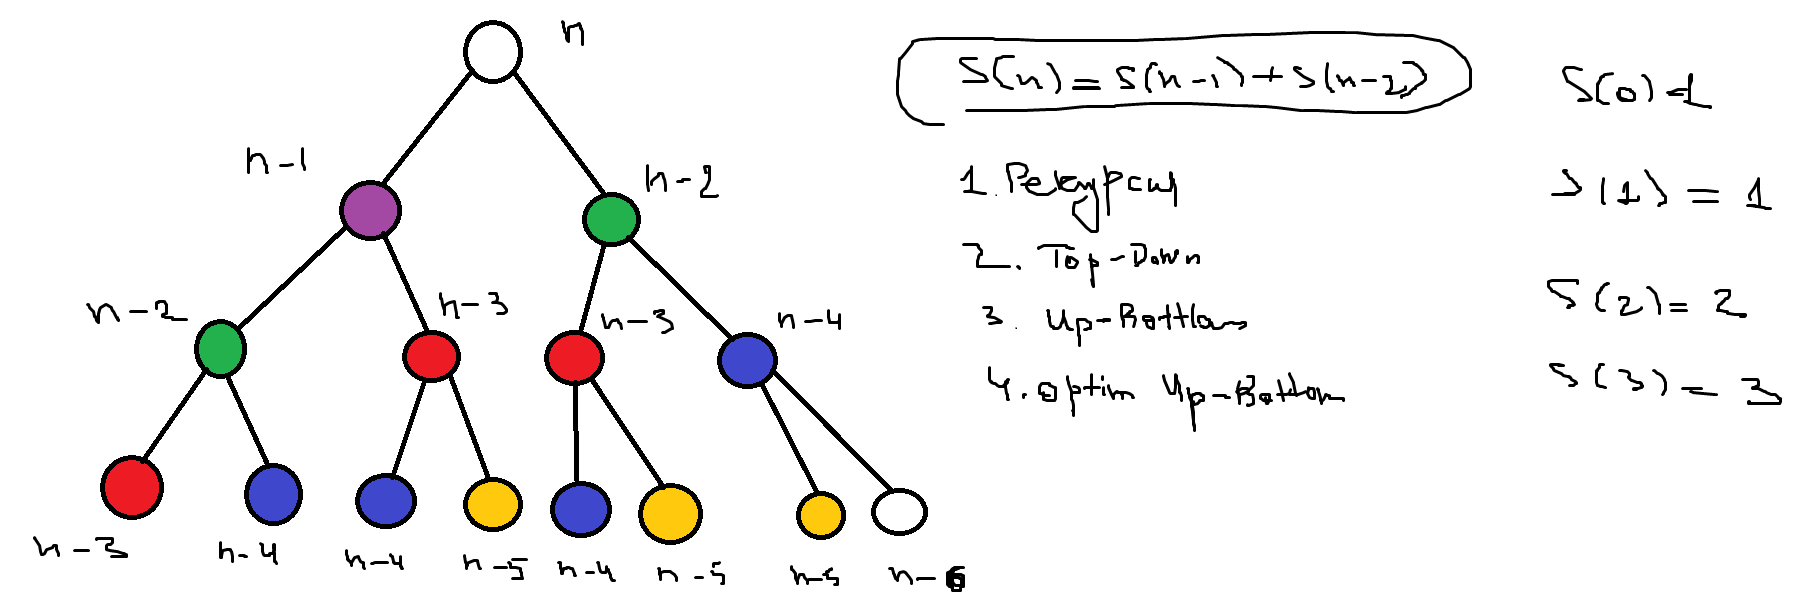 n
S(n) = S(n-1) + S(n-2)
S(0)=1
n-1
n-2
1. Рекурсия
S(1) = 1
2. Top-Down
n-2
n-3
n-3
n-4
3. Up-Bottom
S(2) = 2
4. optim Up-Bottom
S(3) = 3
n-3
n-4
n-4
n-5
n-4
n-5
n-5
n-6